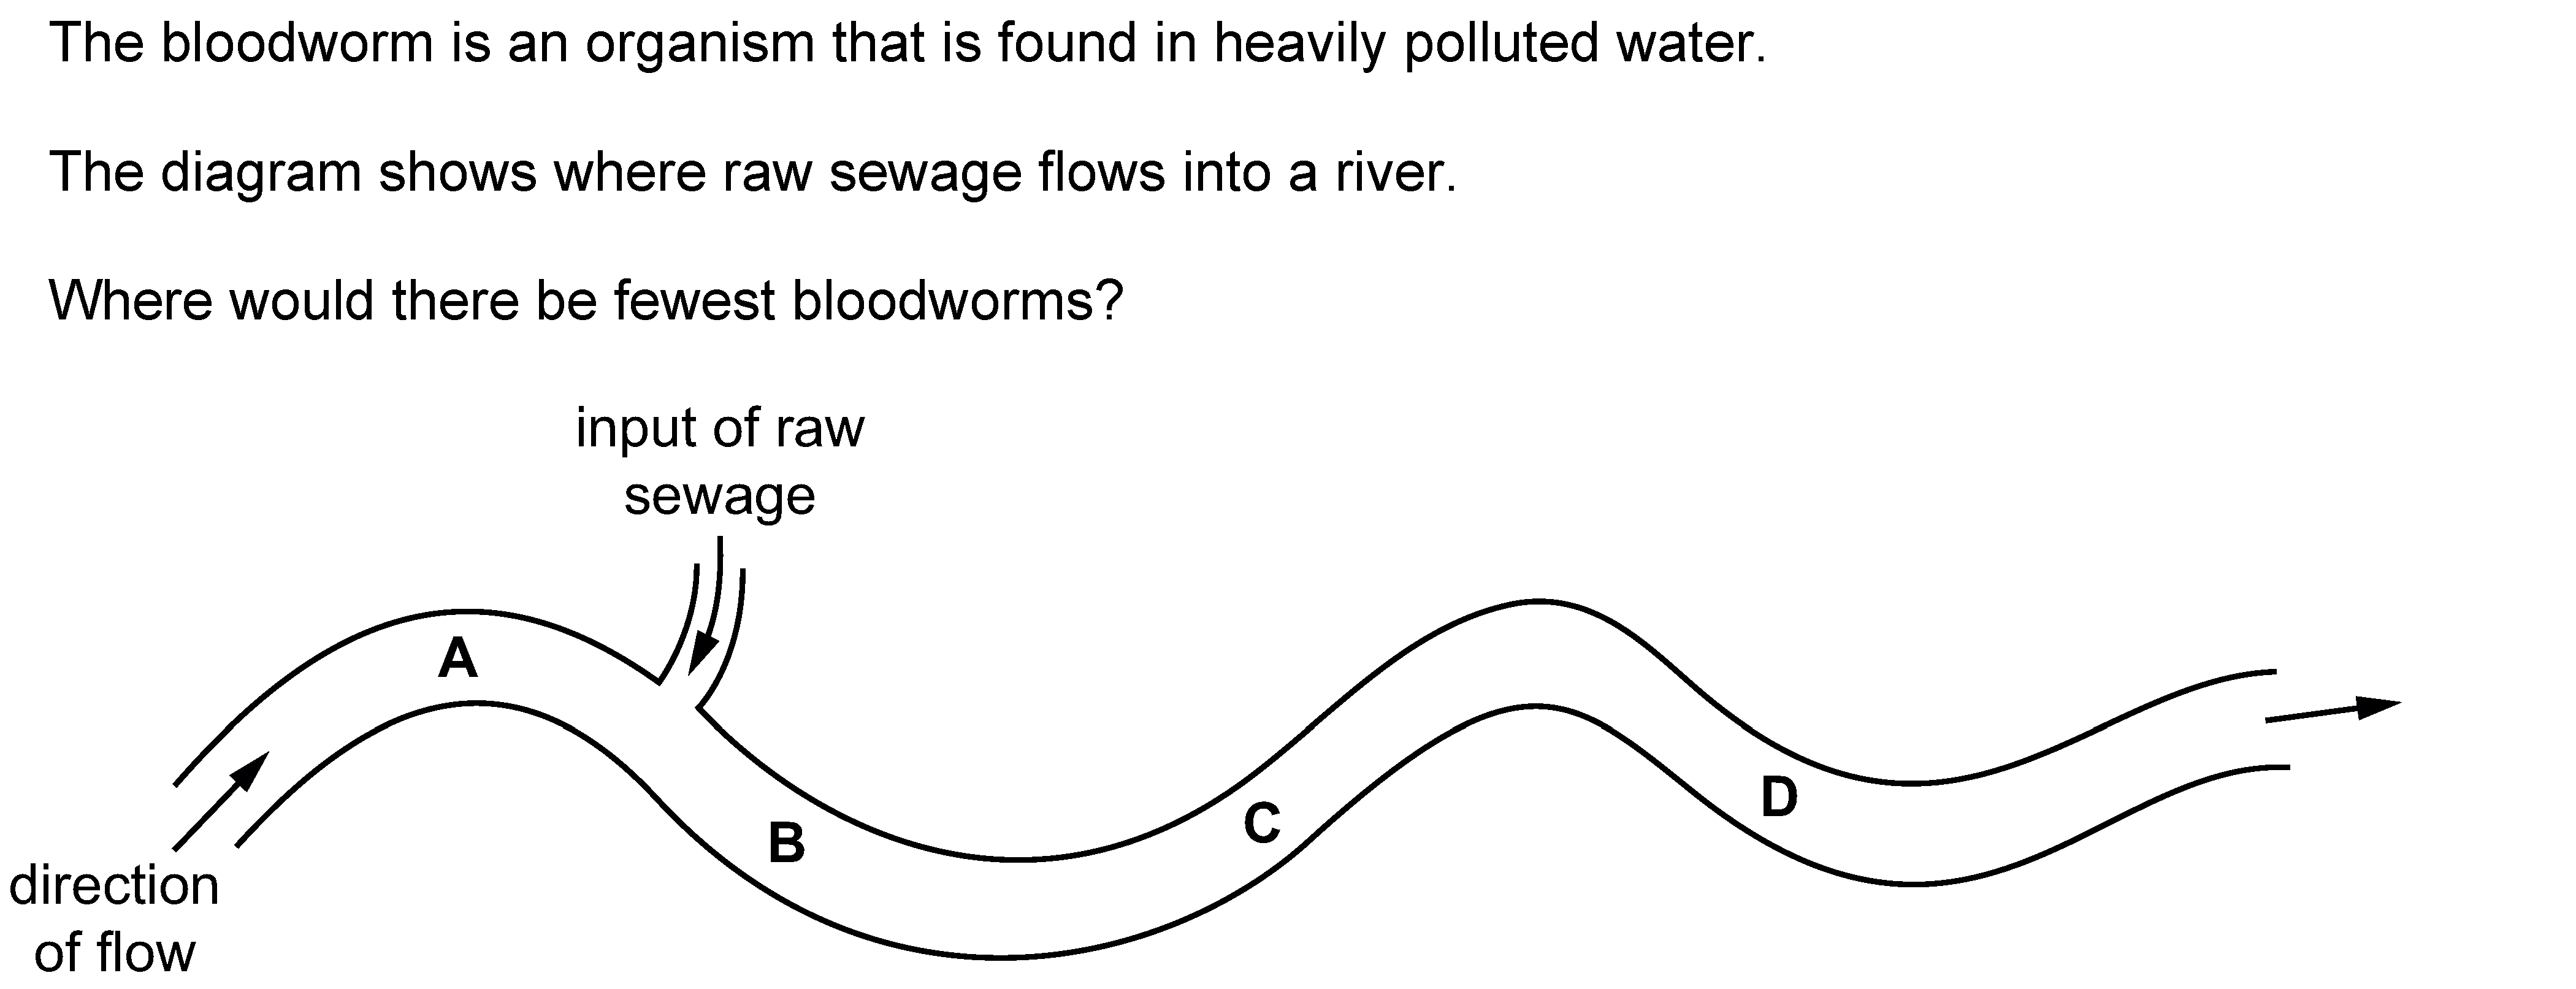 The bloodworm is an organism that is found in heavily polluted water.
The diagram shows where raw sewage flows into a river.
Where would there be fewest bloodworms?
input of raw
sewage
A
B
C
D
direction
of flow